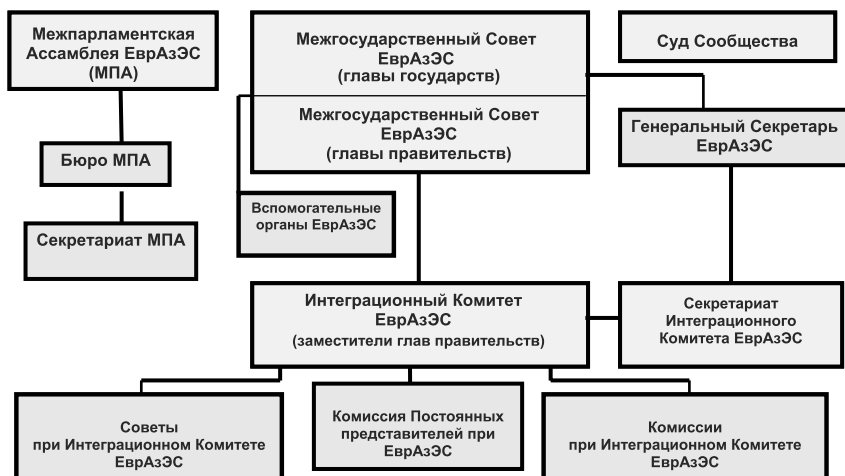 Межпарламентская
Ассамблея ЕврАзЭС
(МПА)
Межгосударственный Совет
ЕврАзЭС
(главы государств)
Суд Сообщества
Межгосударственный Совет
ЕврАзЭС
(главы правительств)
Генеральный Секретарь
ЕврАзЭС
Бюро МПА
Вспомогательные
органы ЕврАзЭС
Секретариат МПА
Интеграционный Комитет
ЕврАзЭС
(заместители глав правительств)
Секретариат
Интеграционного
Комитета ЕврАзЭС
Советы
при Интеграционном Комитете
ЕврАзЭС
Комиссия Постоянных
представителей при
ЕврАзЭС
Комиссии
при Интеграционном Комитете
ЕврАзЭС